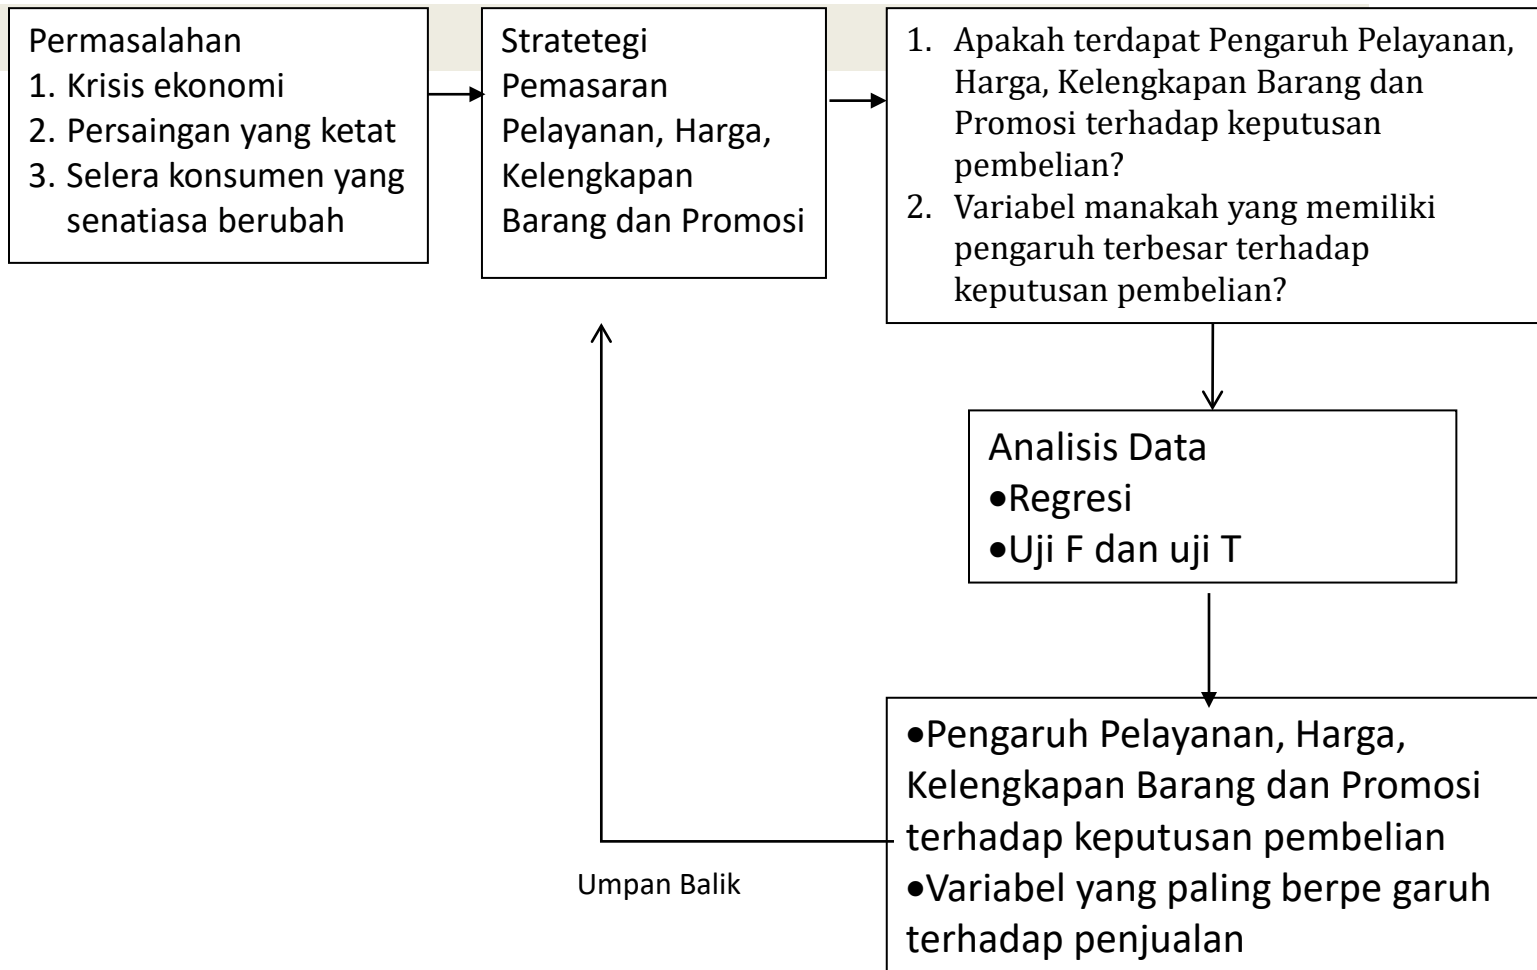 Permasalahan
1. Krisis ekonomi
2. Persaingan yang ketat
3. Selera konsumen yang
senatiasa berubah
Stratetegi
Pemasaran
Pelayanan, Harga,
Kelengkapan
Barang dan Promosi
1. Apakah terdapat Pengaruh Pelayanan,
Harga, Kelengkapan Barang dan
Promosi terhadap keputusan
pembelian?
2. Variabel manakah yang memiliki
pengaruh terbesar terhadap
keputusan pembelian?
Analisis Data
•Regresi
•Uji F dan uji T
•Pengaruh Pelayanan, Harga,
Kelengkapan Barang dan Promosi
terhadap keputusan pembelian
•Variabel yang paling berpe garuh
terhadap penjualan
Umpan Balik